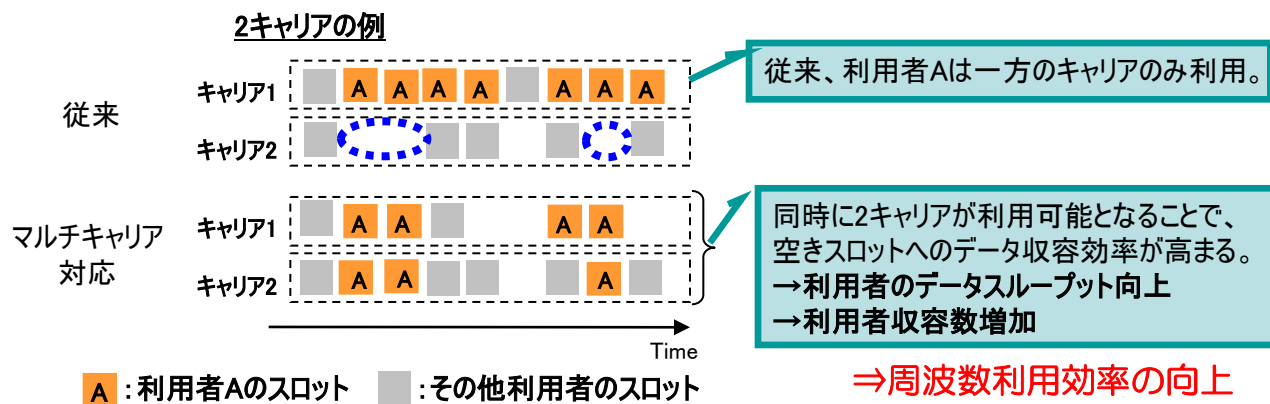 2キャリアの例
従来
キャリア1
A A A A A A A
キャリア2
従来、利用者Aは一方のキャリアのみ利用。
マルチキャリア
対応
キャリア1
A A A A
キャリア2
A A A
同時に2キャリアが利用可能となることで、
空きスロットへのデータ収容効率が高まる。
→利用者のデータスループット向上
→利用者収容数増加
Time
A :利用者Aのスロット
:その他利用者のスロット
⇒周波数利用効率の向上